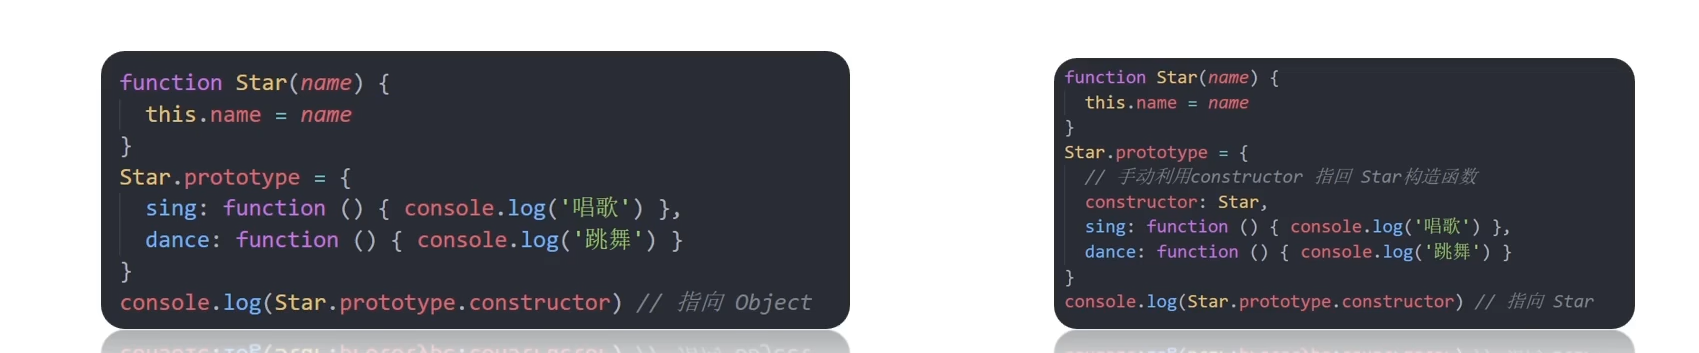 function Star(name) {
this.name = name
}
Star.prototype = {
sing: function () { console.log('唱歌') },
dance: function () { console.log('跳舞') }
}
console.log(Star.prototype.constructor) // 指向 Object
function Star(name) {
this.name = name
}
Star.prototype = {
// 手动利用constructor 指回 Star构造函数
constructor: Star,
sing: function () { console.log('唱歌') },
dance: function () { console.log('跳舞') }
}
console.log(Star.prototype.constructor) // 指向 Star